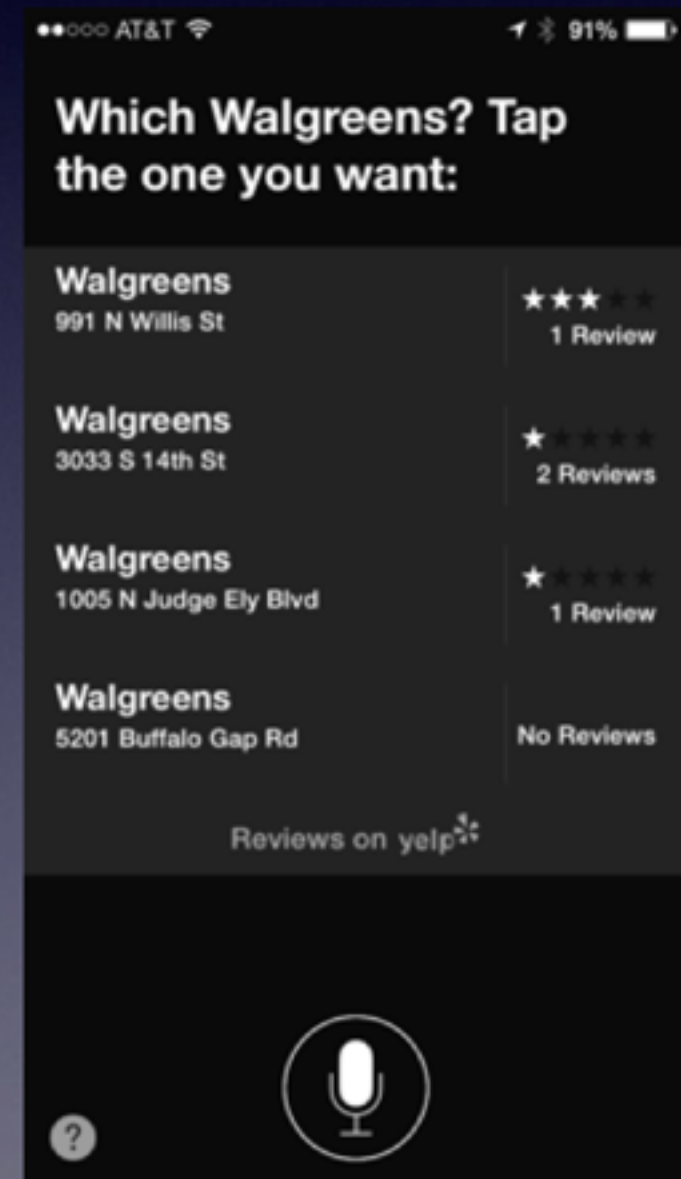 AT&T 91%
Which Walgreens? Tap
the one you want:
Walgreens
991 N Willis St
1 Review
Walgreens
3033 S 14th St
2 Reviews
Walgreens
1005 N Judge Ely Blvd
1 Review
Walgreens
5201 Buffalo Gap Rd
No Reviews
Reviews on yelp
?